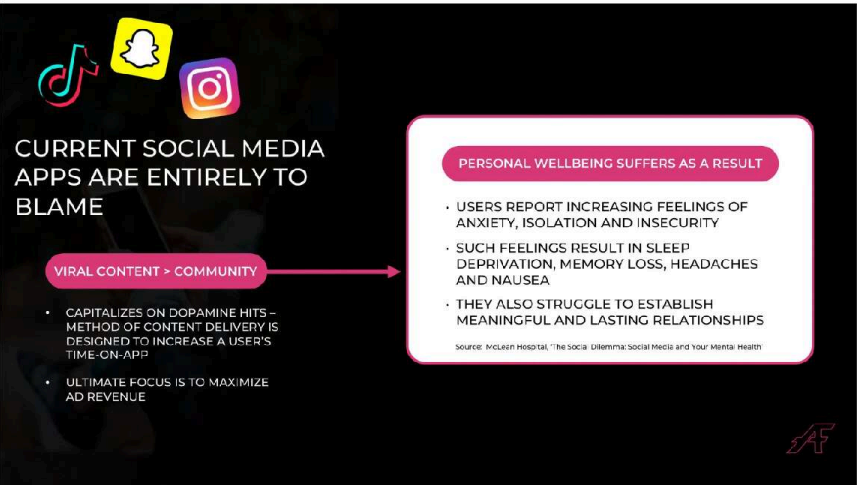 CURRENT SOCIAL MEDIA
APPS ARE ENTIRELY TO
BLAME
VIRAL CONTENT > COMMUNITY
• CAPITALIZES ON DOPAMINE HITS –
METHOD OF CONTENT DELIVERY IS
DESIGNED TO INCREASE A USER'S
TIME-ON-APP
• ULTIMATE FOCUS IS TO MAXIMIZE
AD REVENUE
PERSONAL WELLBEING SUFFERS AS A RESULT
• USERS REPORT INCREASING FEELINGS OF
ANXIETY, ISOLATION AND INSECURITY
• SUCH FEELINGS RESULT IN SLEEP
DEPRIVATION, MEMORY LOSS, HEADACHES
AND NAUSEA
• THEY ALSO STRUGGLE TO ESTABLISH
MEANINGFUL AND LASTING RELATIONSHIPS
Source: McLean Hospital, 'The Social Dilemma: Social Media and Your Mental Health'
AF